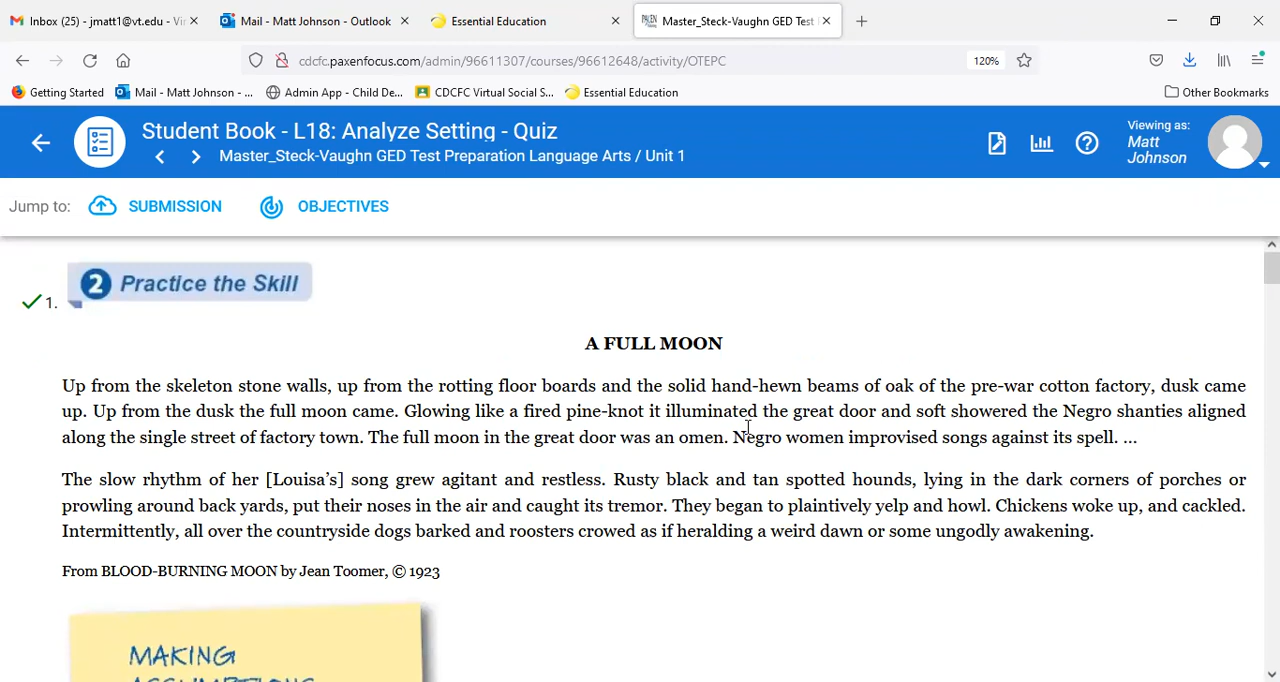 Inbox (25) - jmatt1@vt.edu - Vir
Mail - Matt Johnson - Outlook
Essential Education
Master_Steck-Vaughn GED Test
cdcfc.paxenfocus.com/admin/96611307/courses/96612648/activity/OTEPC
120%
Getting Started
Mail - Matt Johnson - ...
Admin App - Child De...
CDCFC Virtual Social S...
Essential Education
Other Bookmarks
Student Book - L18: Analyze Setting - Quiz
Master_Steck-Vaughn GED Test Preparation Language Arts / Unit 1
Viewing as:
Matt
Johnson
Jump to:
SUBMISSION
OBJECTIVES
1.
2 Practice the Skill
A FULL MOON
Up from the skeleton stone walls, up from the rotting floor boards and the solid hand-hewn beams of oak of the pre-war cotton factory, dusk came
up. Up from the dusk the full moon came. Glowing like a fired pine-knot it illuminated the great door and soft showered the Negro shanties aligned
along the single street of factory town. The full moon in the great door was an omen. Negro women improvised songs against its spell. ...
The slow rhythm of her [Louisa's] song grew agitant and restless. Rusty black and tan spotted hounds, lying in the dark corners of porches or
prowling around back yards, put their noses in the air and caught its tremor. They began to plaintively yelp and howl. Chickens woke up, and cackled.
Intermittently, all over the countryside dogs barked and roosters crowed as if heralding a weird dawn or some ungodly awakening.
From BLOOD-BURNING MOON by Jean Toomer, © 1923
MAKING
ASSUMPTIONS